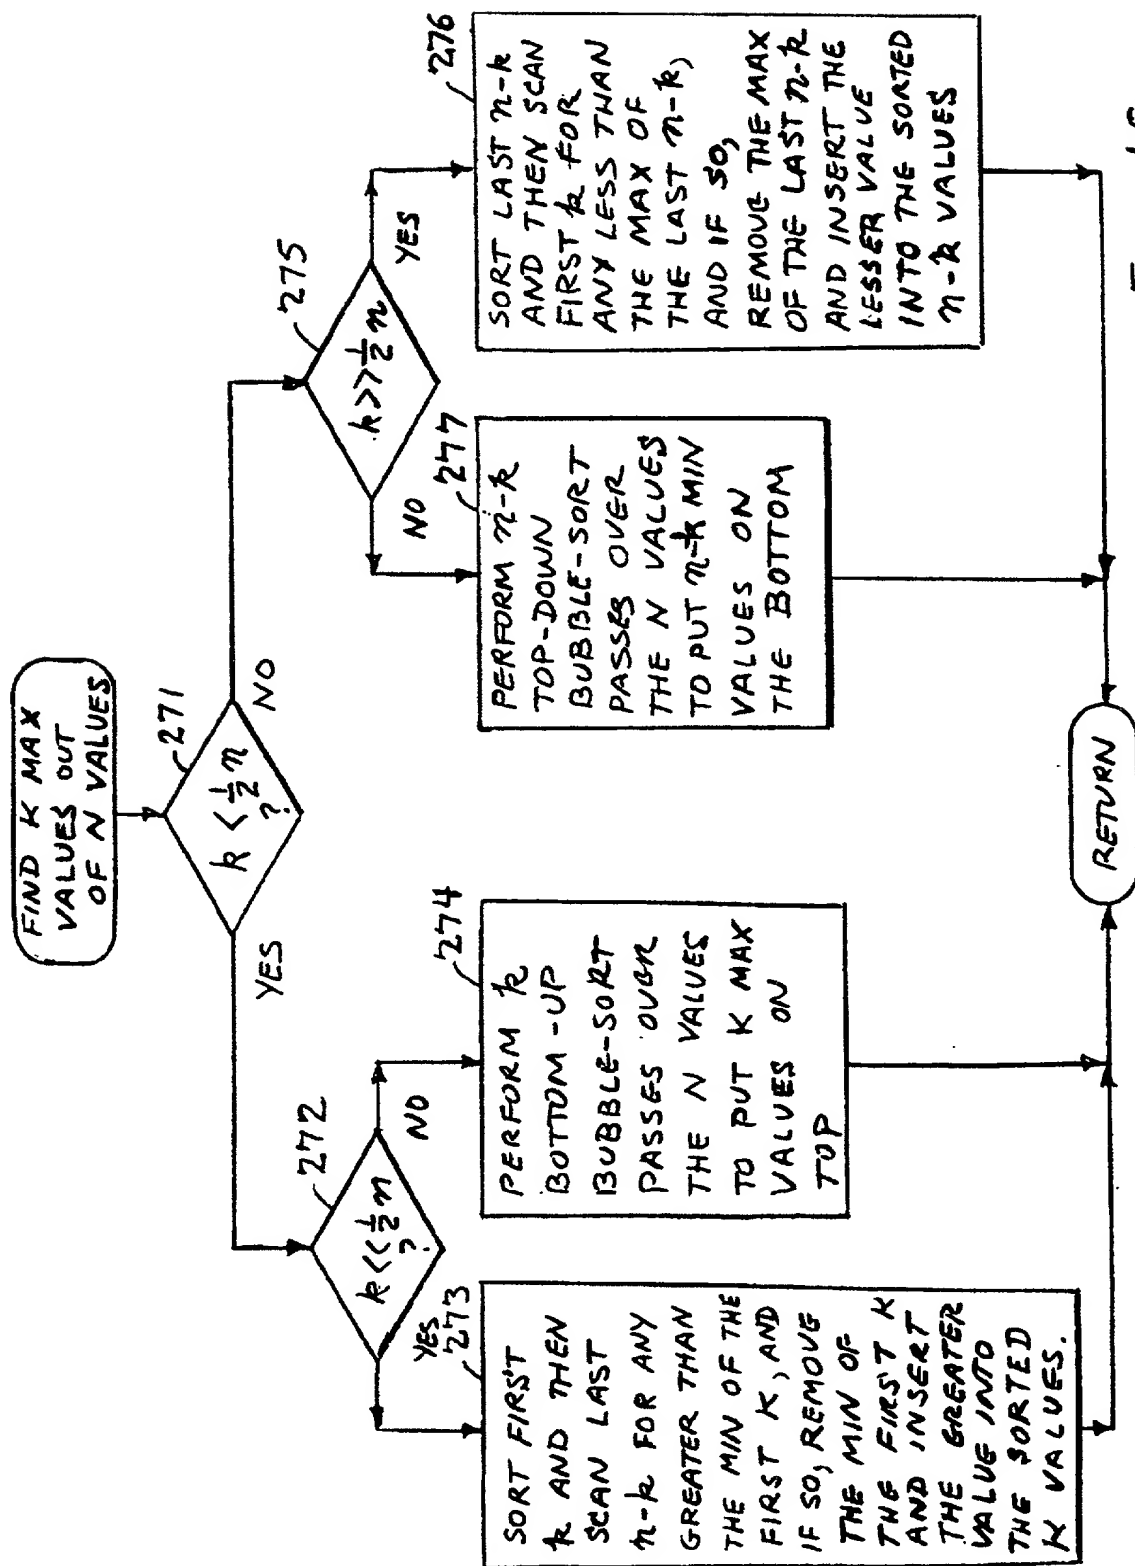 FIND K MAX
VALUES OUT
OF N VALUES
271
k < 1/2 n
?
YES
NO
272
k << 1/2 n
?
YES
NO
273
SORT FIRST
k AND THEN
SCAN LAST
n-k FOR ANY
GREATER THAN
THE MIN OF THE
FIRST K, AND
IF SO, REMOVE
THE MIN OF
THE FIRST K
AND INSERT
THE GREATER
VALUE INTO
THE SORTED
K VALUES.
274
PERFORM k
BOTTOM-UP
BUBBLE-SORT
PASSES OVER
THE N VALUES
TO PUT K MAX
VALUES ON
TOP
275
k >> 1/2 n
NO
YES
277
PERFORM n-k
TOP-DOWN
BUBBLE-SORT
PASSES OVER
THE N VALUES
TO PUT n-k MIN
VALUES ON
THE BOTTOM
276
SORT LAST n-k
AND THEN SCAN
FIRST k FOR
ANY LESS THAN
THE MAX OF
THE LAST n-k,
AND IF SO,
REMOVE THE MAX
OF THE LAST n-k
AND INSERT THE
LESSER VALUE
INTO THE SORTED
n-k VALUES
RETURN